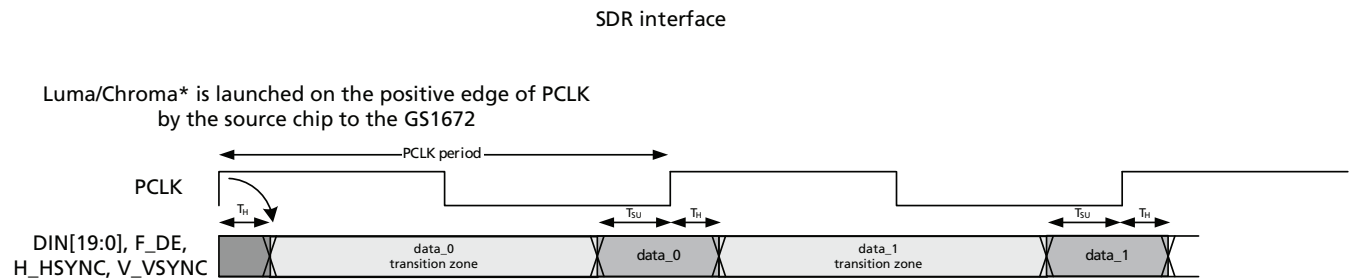 SDR interface
Luma/Chroma* is launched on the positive edge of PCLK
by the source chip to the GS1672
PCLK period
PCLK
TH TSU TH TSU TH
DIN[19:0], F_DE,
H_HSYNC, V_VSYNC
data_0
transition zone
data_0
data_1
transition zone
data_1